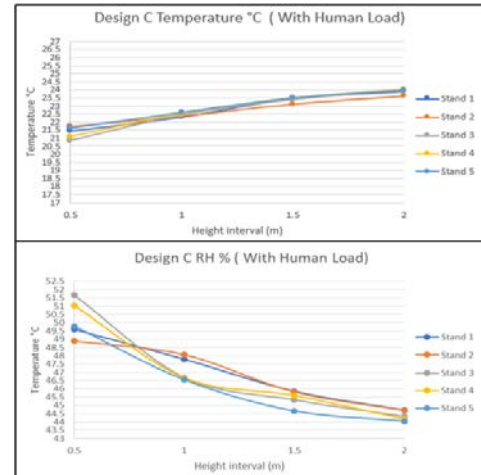 Design C Temperature °C ( With Human Load)
27
26.5
26
25.5
25
24.5
24
23.5
23
22.5
22
21.5
21
20.5
20
19.5
19
18.5
18
17.5
17
Temperature °C
0.5 1 1.5 2
Height interval (m)
Stand 1
Stand 2
Stand 3
Stand 4
Stand 5
Design C RH % ( With Human Load)
52.5
52
51.5
51
50.5
50
49.5
49
48.5
48
47.5
47
46.5
46
45.5
45
44.5
44
43.5
43
Temperature °C
0.5 1 1.5 2
Height interval (m)
Stand 1
Stand 2
Stand 3
Stand 4
Stand 5